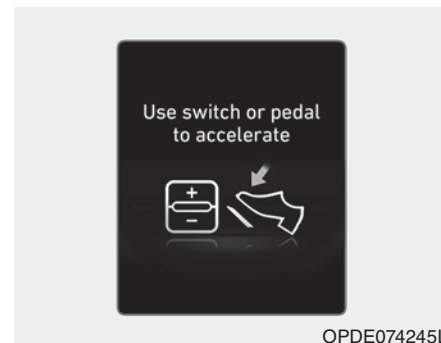 Use switch or pedal
to accelerate
+
−
OPDE074245L